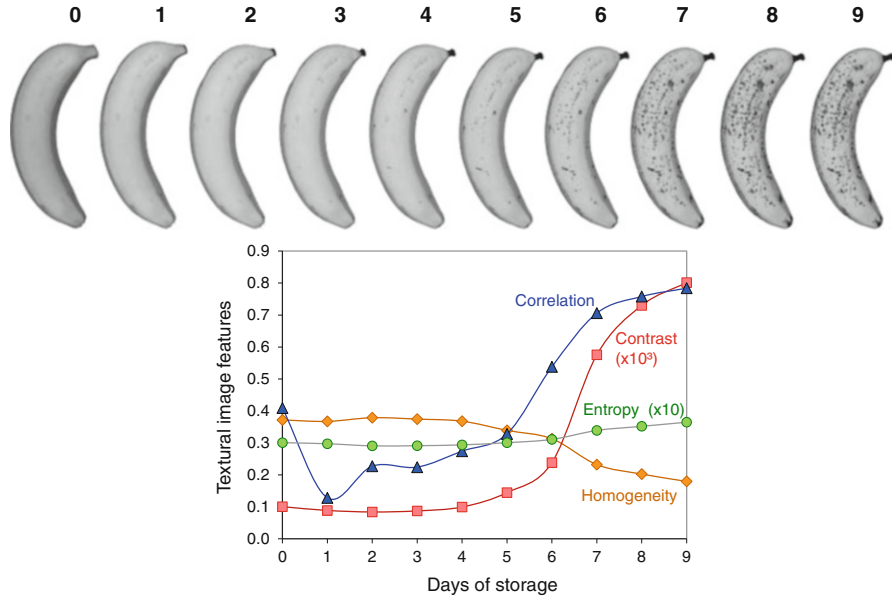 0 1 2 3 4 5 6 7 8 9
0.9
0.8
0.7
0.6
0.5
0.4
0.3
0.2
0.1
0.0
Textural image features
Correlation
Contrast
(x10³)
Entropy (x10)
Homogeneity
0 1 2 3 4 5 6 7 8 9
Days of storage